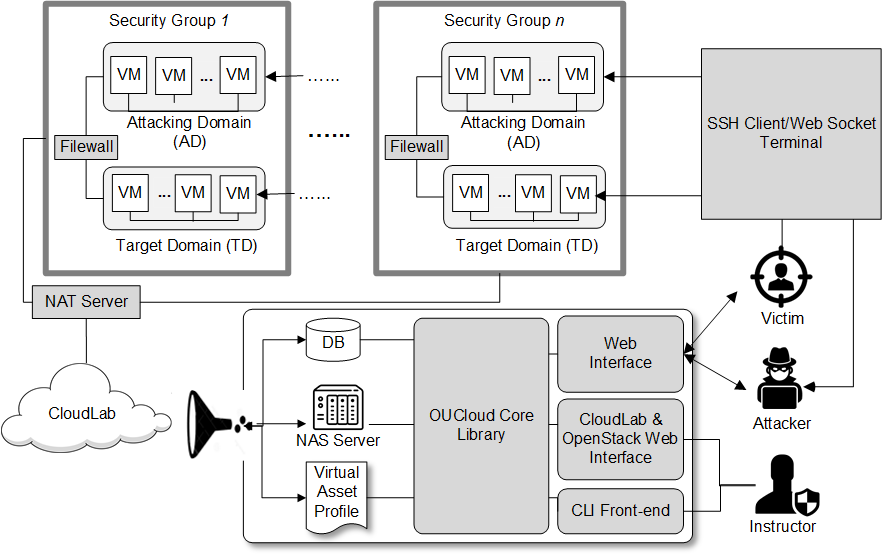 Security Group 1
VM
VM
...
VM
Attacking Domain
(AD)
Filewall
VM
...
VM
VM
Target Domain (TD)
......
......
......
Security Group n
VM
VM
...
VM
Attacking Domain
(AD)
Filewall
VM
...
VM
VM
Target Domain (TD)
SSH Client/Web Socket
Terminal
NAT Server
CloudLab
DB
NAS Server
Virtual
Asset
Profile
OUCloud Core
Library
Web
Interface
CloudLab &
OpenStack Web
Interface
CLI Front-end
Victim
Attacker
Instructor